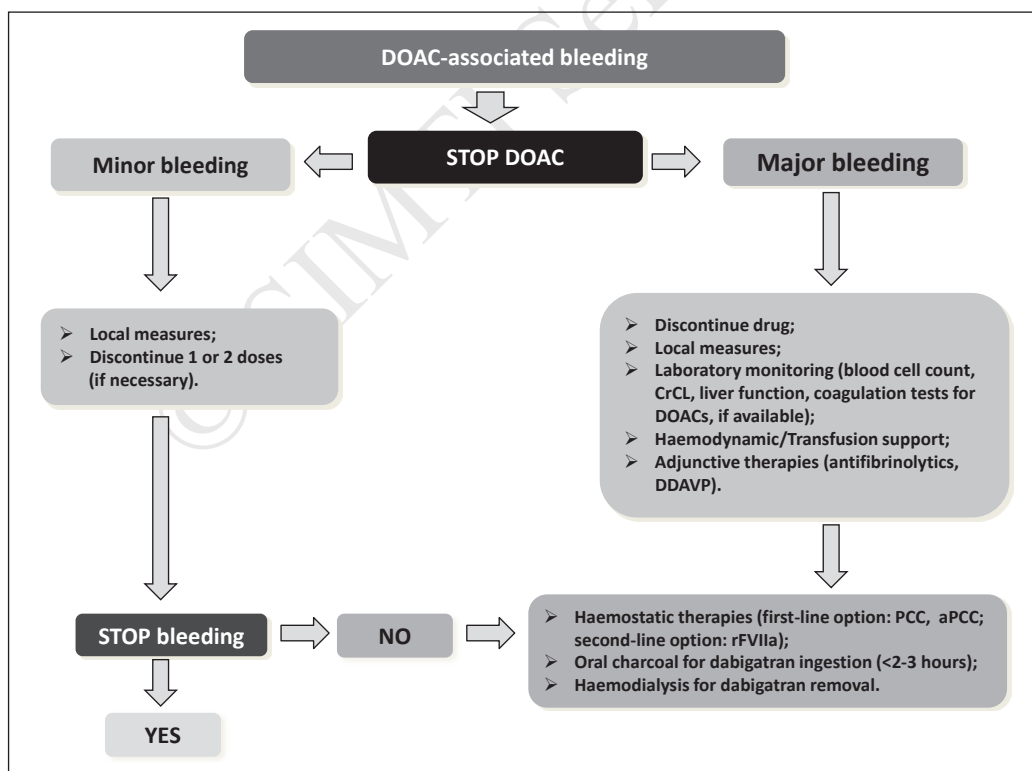 DOAC-associated bleeding
STOP DOAC
Minor bleeding
Major bleeding
➢ Local measures;
➢ Discontinue 1 or 2 doses
(if necessary).
➢ Discontinue drug;
➢ Local measures;
➢ Laboratory monitoring (blood cell count,
CrCL, liver function, coagulation tests for
DOACs, if available);
➢ Haemodynamic/Transfusion support;
➢ Adjunctive therapies (antifibrinolytics,
DDAVP).
STOP bleeding
NO
➢ Haemostatic therapies (first-line option: PCC, aPCC;
second-line option: rFVIIa);
➢ Oral charcoal for dabigatran ingestion (<2-3 hours);
➢ Haemodialysis for dabigatran removal.
YES
© SIMTI